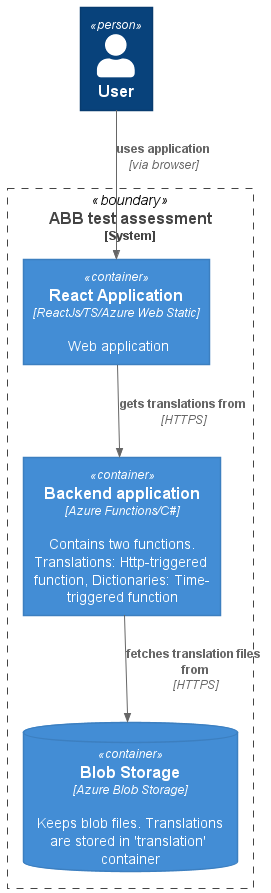 «person»
User
uses application
[via browser]
«boundary»
ABB test assessment
[System]
«container»
React Application
[ReactJs/TS/Azure Web Static]
Web application
gets translations from
[HTTPS]
«container»
Backend application
[Azure Functions/C#]
Contains two functions.
Translations: Http-triggered
function, Dictionaries: Time-
triggered function
fetches translation files
from
[HTTPS]
«container»
Blob Storage
[Azure Blob Storage]
Keeps blob files. Translations
are stored in 'translation'
container